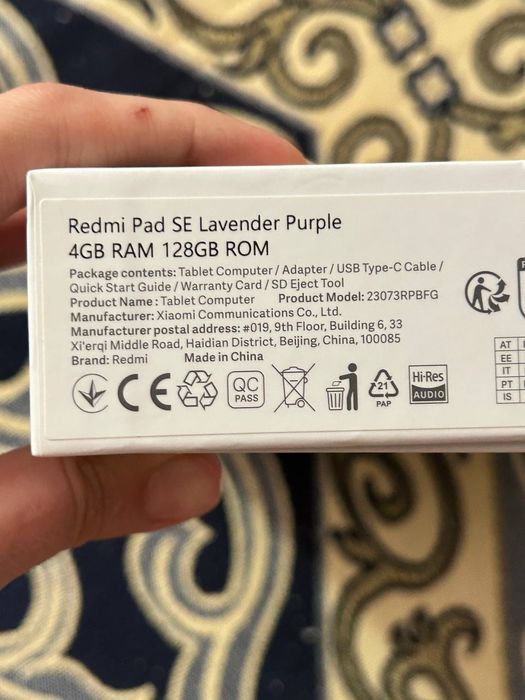 Redmi Pad SE Lavender Purple
4GB RAM 128GB ROM
Package contents: Tablet Computer / Adapter / USB Type-C Cable /
Quick Start Guide / Warranty Card / SD Eject Tool
Product Name : Tablet Computer Product Model: 23073RPBFG
Manufacturer: Xiaomi Communications Co., Ltd.
Manufacturer postal address: #019, 9th Floor, Building 6, 33
Xi'erqi Middle Road, Haidian District, Beijing, China, 100085
Brand: Redmi Made in China
CE
QC
PASS
21
PAP
Hi-Res
AUDIO
AT
EE
IT
PT
IS